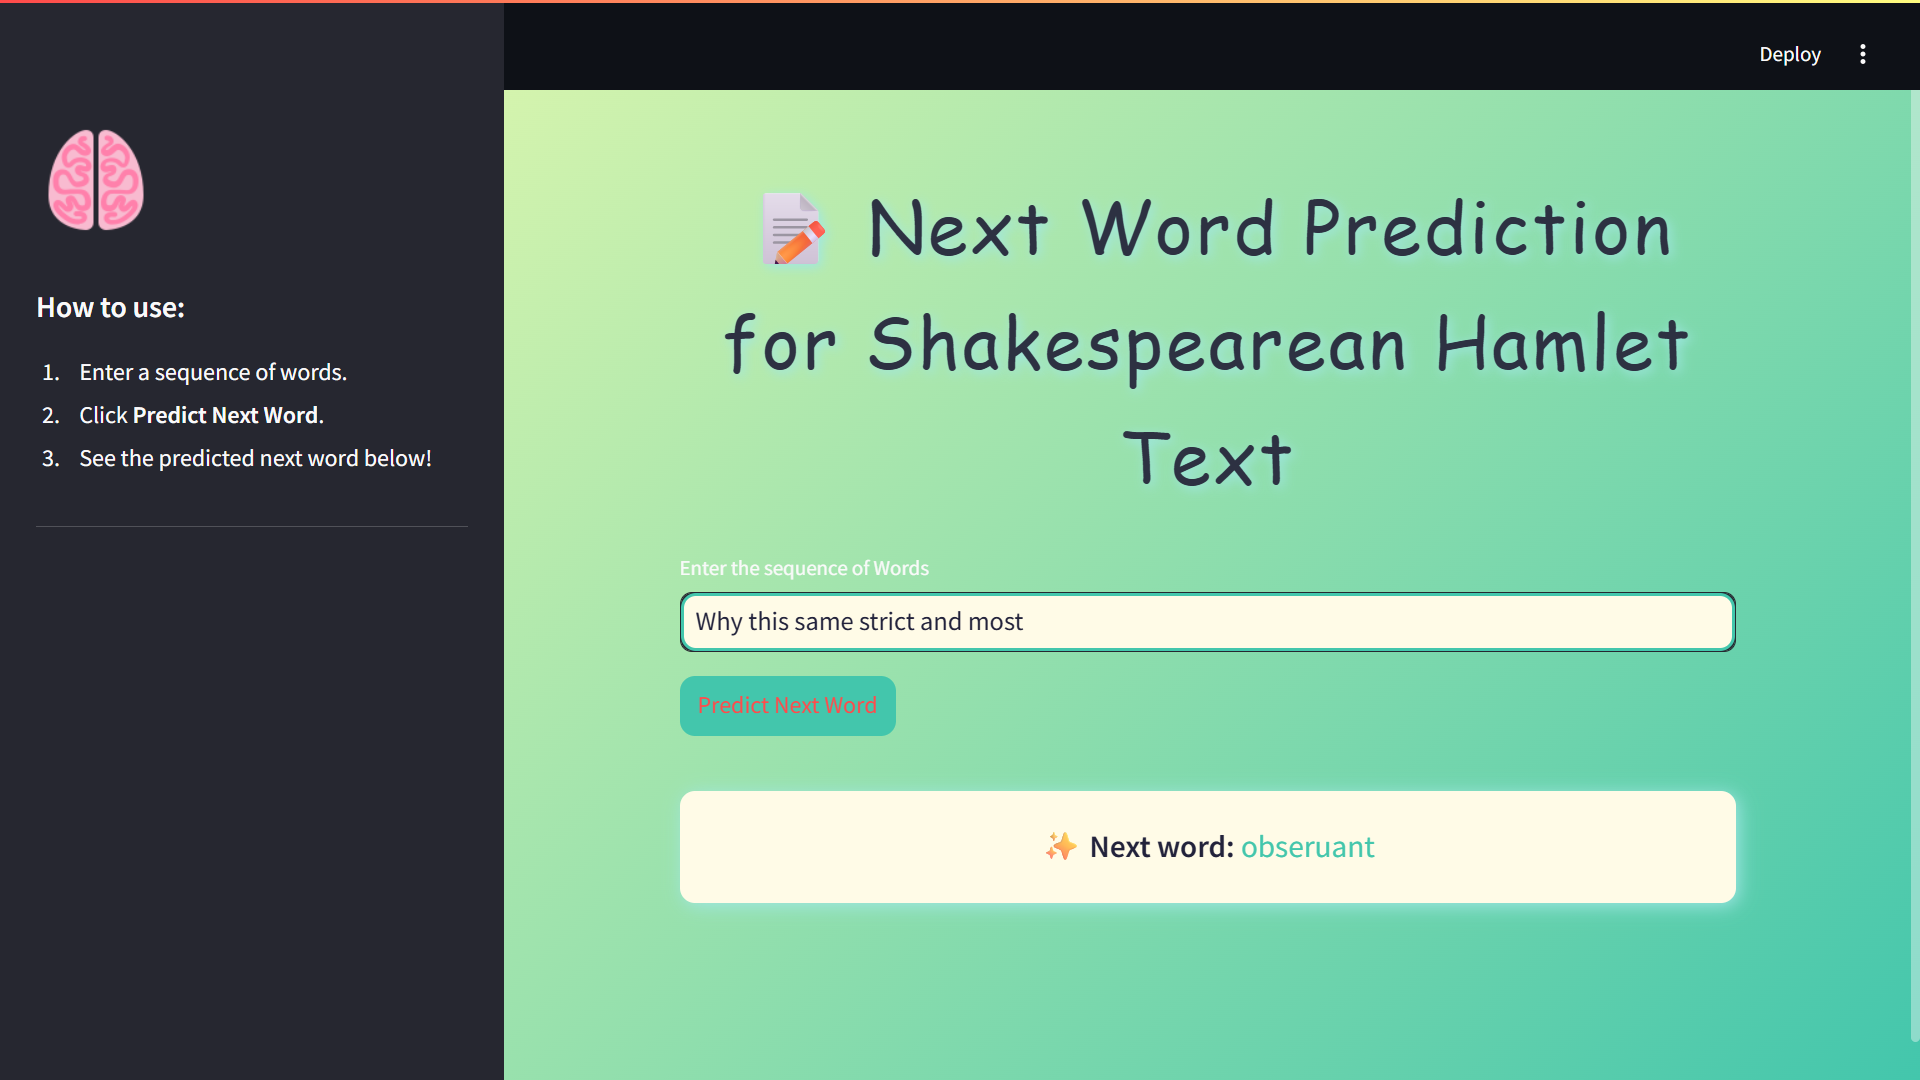 Deploy
How to use:
1. Enter a sequence of words.
2. Click Predict Next Word.
3. See the predicted next word below!
Next Word Prediction
for Shakespearean Hamlet
Text
Enter the sequence of Words
Why this same strict and most
Predict Next Word
Next word: obseruant